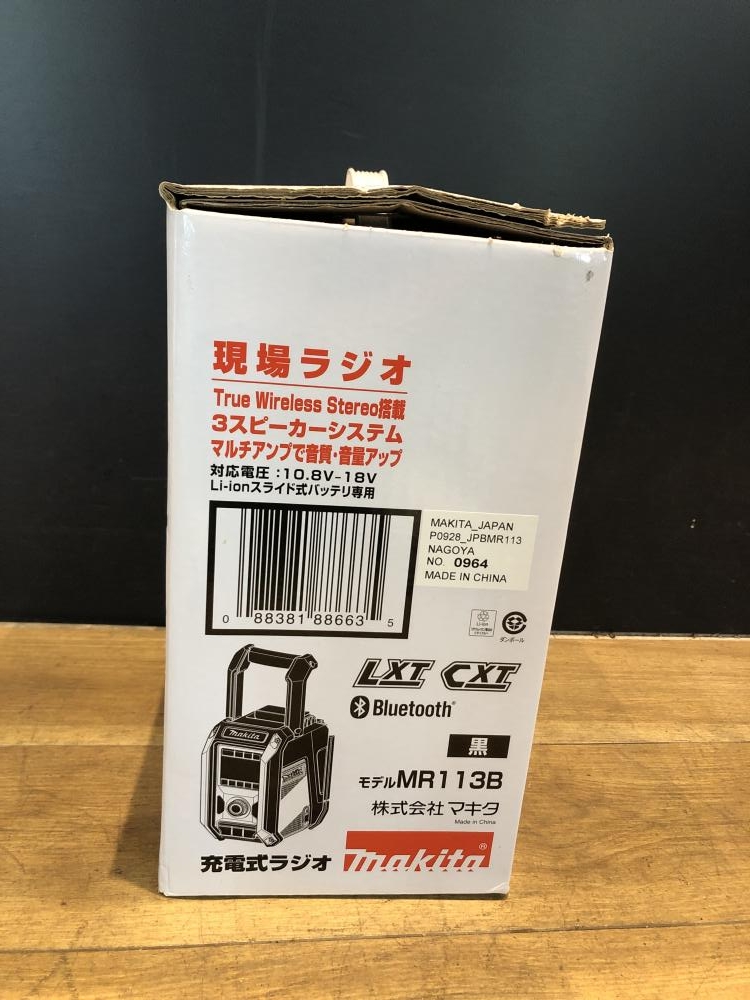 現場ラジオ
True Wireless Stereo搭載
3スピーカーシステム
マルチアンプで音質・音量アップ
対応電圧：10.8V-18V
Li-ionスライド式バッテリ専用
0 88381 88663 5
MAKITA_JAPAN
P0928_JPBMR113
NAGOYA
NO. 0964
MADE IN CHINA
Li-ion
ダンボール
LXT CXT
Bluetooth®
黒
モデルMR113B
株式会社マキタ
Made in China
makita
充電式ラジオ
makita®